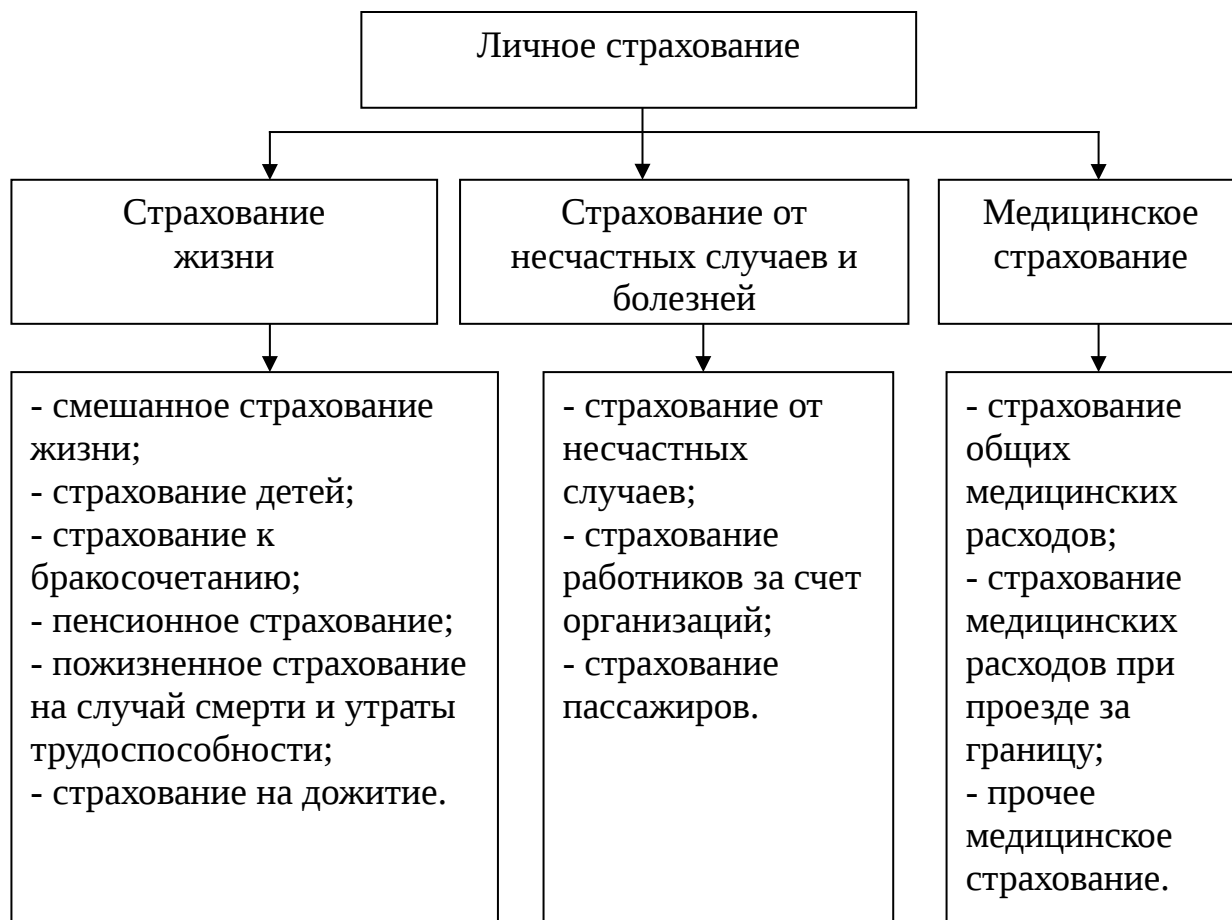 Личное страхование
Страхование
жизни
Страхование от
несчастных случаев и
болезней
Медицинское
страхование
- смешанное страхование
жизни;
- страхование детей;
- страхование к
бракосочетанию;
- пенсионное страхование;
- пожизненное страхование
на случай смерти и утраты
трудоспособности;
- страхование на дожитие.
- страхование от
несчастных
случаев;
- страхование
работников за счет
организаций;
- страхование
пассажиров.
- страхование
общих
медицинских
расходов;
- страхование
медицинских
расходов при
проезде за
границу;
- прочее
медицинское
страхование.